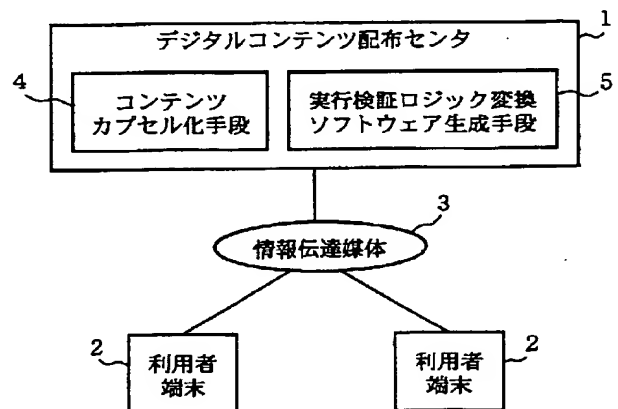 1
デジタルコンテンツ配布センタ
4
5
コンテンツ
カプセル化手段
実行検証ロジック変換
ソフトウェア生成手段
3
情報伝達媒体
2
利用者
端末
2
利用者
端末